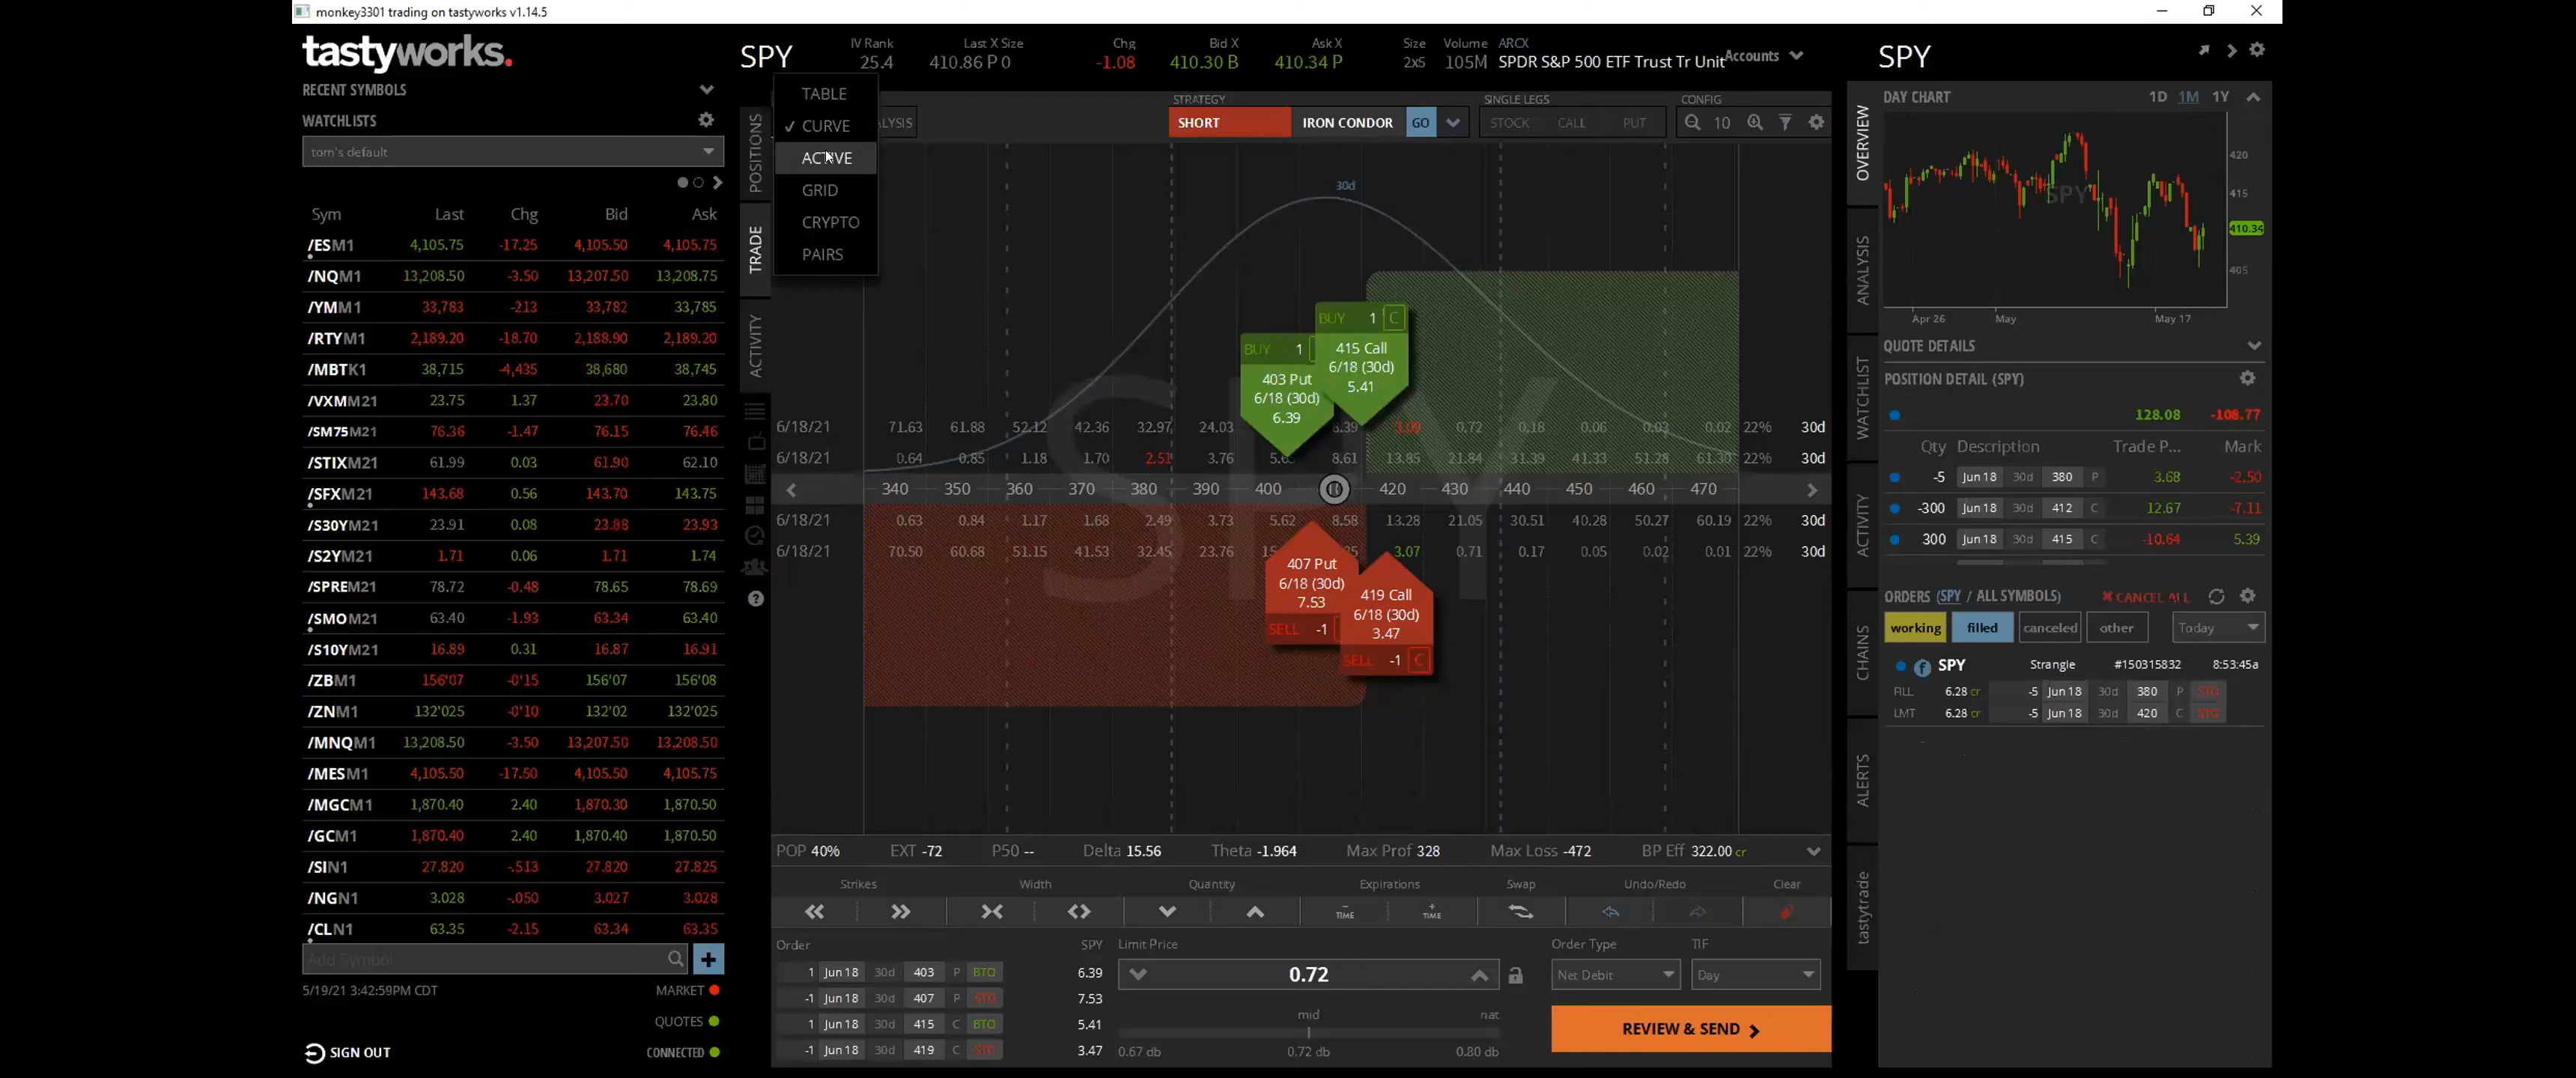 monkey3301 trading on tastyworks v1.14.5
tastyworks.
RECENT SYMBOLS
WATCHLISTS
tom's default
Sym Last Chg Bid Ask
/ESM1 4,105.75 -17.25 4,105.50 4,105.75
/NQM1 13,208.50 -3.50 13,207.50 13,208.75
/YMM1 33,783 -213 33,782 33,785
/RTYM1 2,189.20 -18.70 2,188.90 2,189.20
/MBTK1 38,715 -4,435 38,680 38,745
/VXMM21 23.75 1.37 23.70 23.80
/SM75M21 76.36 -1.47 76.15 76.46
/STIXM21 61.99 0.03 61.90 62.10
/SFXM21 143.68 0.56 143.70 143.75
/S30YM21 23.91 0.08 23.88 23.93
/S2YM21 1.71 0.06 1.71 1.74
/SPREM21 78.72 -0.48 78.65 78.69
/SMOM21 63.40 -1.93 63.34 63.40
/S10YM21 16.89 0.31 16.87 16.91
/ZBM1 156'07 -0'15 156'07 156'08
/ZNM1 132'025 -0'10 132'02 132'025
/MNQM1 13,208.50 -3.50 13,207.50 13,208.50
/MESM1 4,105.50 -17.50 4,105.50 4,105.75
/MGCM1 1,870.40 2.40 1,870.30 1,870.50
/GCM1 1,870.40 2.40 1,870.40 1,870.50
/SIN1 27.820 -.513 27.820 27.825
/NGN1 3.028 -.050 3.027 3.028
/CLN1 63.35 -2.15 63.34 63.35
Add Symbol
5/19/21 3:42:59PM CDT MARKET
QUOTES
SIGN OUT CONNECTED
SPY
IV Rank Last X Size Chg Bid X Ask X Size Volume ARCX
25.4 410.86 P 0 -1.08 410.30 B 410.34 P 2x5 105M SPDR S&P 500 ETF Trust Tr Unit Accounts
POSITIONS
TRADE
ACTIVITY
TABLE
✓ CURVE
ACTIVE
GRID
CRYPTO
PAIRS
STRATEGY SINGLE LEGS CONFIG
SHORT IRON CONDOR GO STOCK CALL PUT 10
30d
SPY
BUY 1 C
415 Call
6/18 (30d)
5.41
BUY 1
403 Put
6/18 (30d)
6.39
6/18/21 71.63 61.88 52.12 42.36 32.97 24.03 8.39 3.09 0.72 0.18 0.06 0.03 0.02 22% 30d
6/18/21 0.64 0.85 1.18 1.70 2.51 3.76 8.61 13.85 21.84 31.39 41.33 51.28 61.30 22% 30d
340 350 360 370 380 390 400 420 430 440 450 460 470
6/18/21 0.63 0.84 1.17 1.68 2.49 3.73 5.62 8.58 13.28 21.05 30.51 40.28 50.27 60.19 22% 30d
6/18/21 70.50 60.68 51.15 41.53 32.45 23.76 3.07 0.71 0.17 0.05 0.02 0.01 22% 30d
407 Put
6/18 (30d)
7.53
SELL -1
419 Call
6/18 (30d)
3.47
SELL -1 C
POP 40% EXT -72 P50 -- Delta 15.56 Theta -1.964 Max Prof 328 Max Loss -472 BP Eff 322.00 cr
Strikes Width Quantity Expirations Swap Undo/Redo Clear
TIME TIME
Order SPY Limit Price Order Type TIF
1 Jun 18 30d 403 P BTO 6.39
-1 Jun 18 30d 407 P STO 7.53
1 Jun 18 30d 415 C BTO 5.41
-1 Jun 18 30d 419 C STO 3.47
0.72
Net Debit Day
mid nat
0.67 db 0.72 db 0.80 db
REVIEW & SEND
SPY
OVERVIEW
ANALYSIS
WATCHLIST
ACTIVITY
CHAINS
ALERTS
tastytrade
DAY CHART 1D 1M 1Y
SPY
420
415
410.34
405
Apr 26 May May 17
QUOTE DETAILS
POSITION DETAIL (SPY)
128.08 -108.77
Qty Description Trade P... Mark
-5 Jun 18 30d 380 P 3.68 -2.50
-300 Jun 18 30d 412 C 12.67 -7.11
300 Jun 18 30d 415 C -10.64 5.39
ORDERS (SPY / ALL SYMBOLS) CANCEL ALL
working filled canceled other Today
f SPY Strangle #150315832 8:53:45a
FILL 6.28 cr -5 Jun 18 30d 380 P STO
LMT 6.28 cr -5 Jun 18 30d 420 C STO